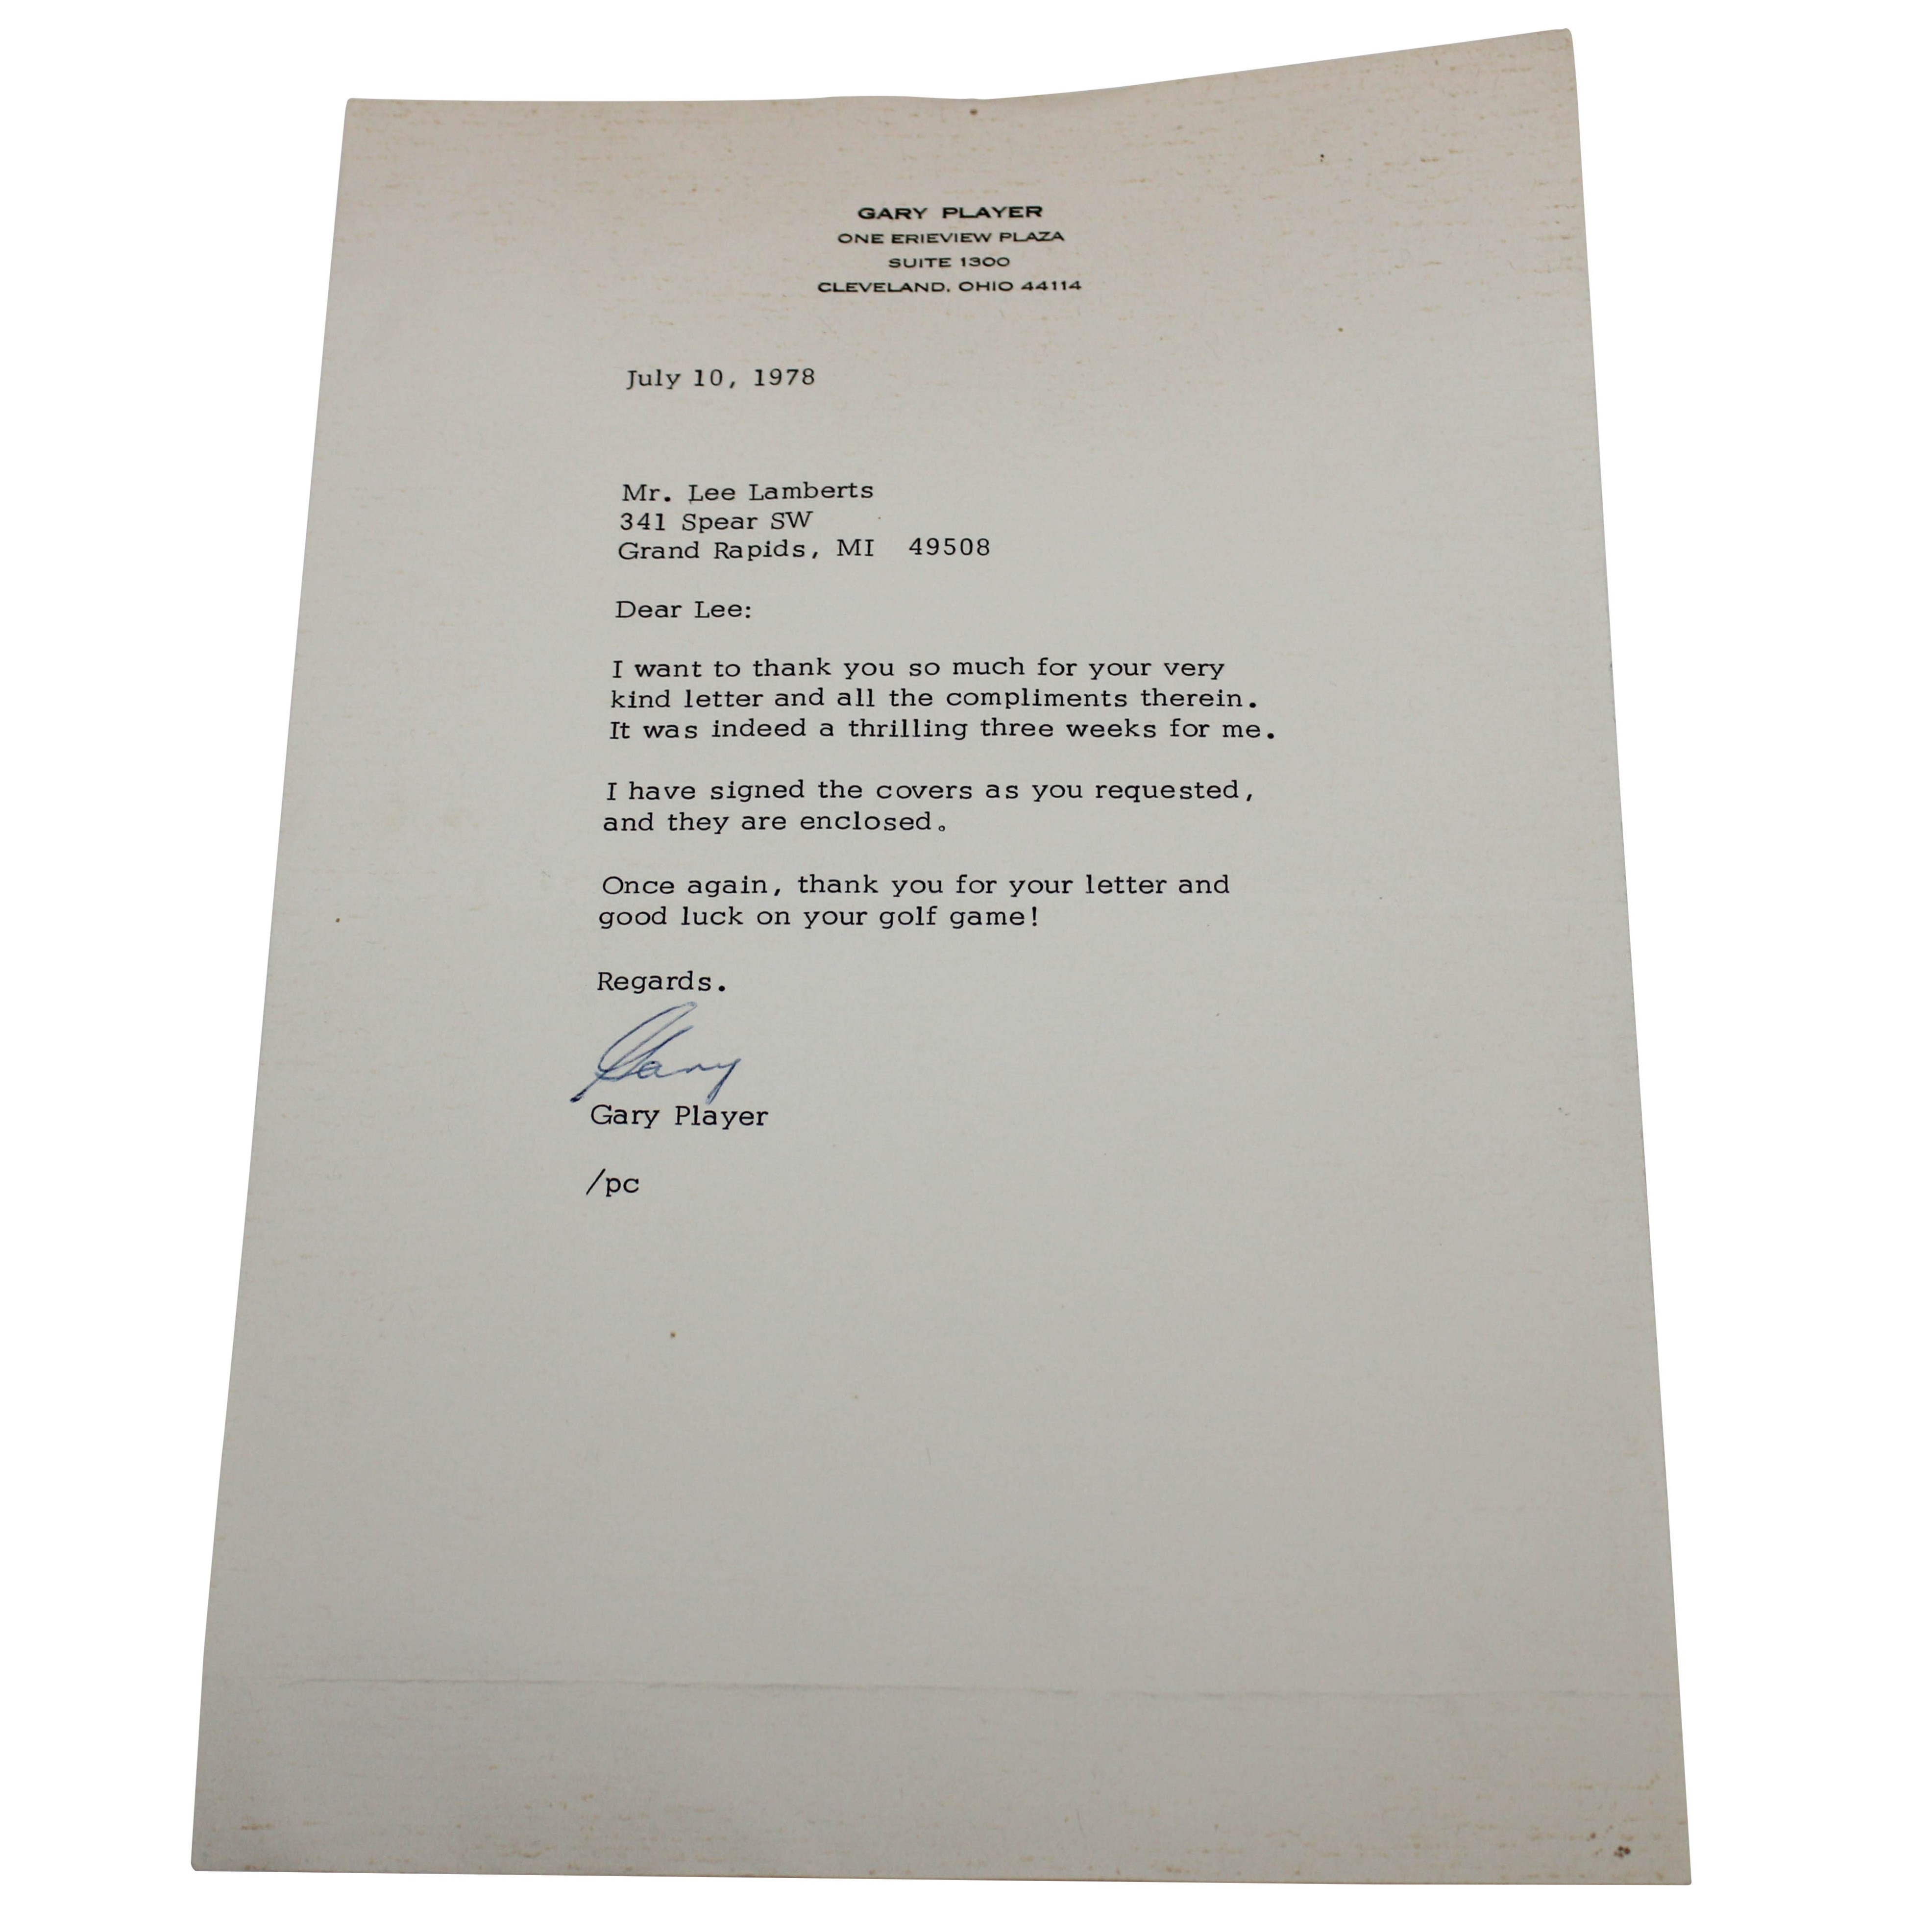 GARY PLAYER
ONE ERIEVIEW PLAZA
SUITE 1300
CLEVELAND, OHIO 44114
July 10, 1978
Mr. Lee Lamberts
341 Spear SW
Grand Rapids, MI 49508
Dear Lee:
I want to thank you so much for your very
kind letter and all the compliments therein.
It was indeed a thrilling three weeks for me.
I have signed the covers as you requested,
and they are enclosed.
Once again, thank you for your letter and
good luck on your golf game!
Regards.
Gary
Gary Player
/pc